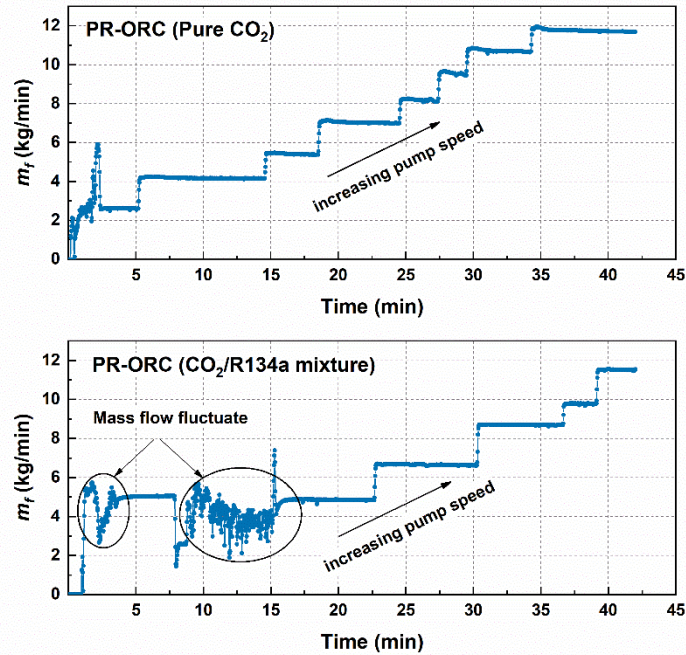 PR-ORC (Pure CO₂)
12
10
8
6
4
2
0
m_f (kg/min)
increasing pump speed
5 10 15 20 25 30 35 40 45
Time (min)
PR-ORC (CO₂/R134a mixture)
Mass flow fluctuate
12
10
8
6
4
2
0
m_f (kg/min)
increasing pump speed
5 10 15 20 25 30 35 40 45
Time (min)